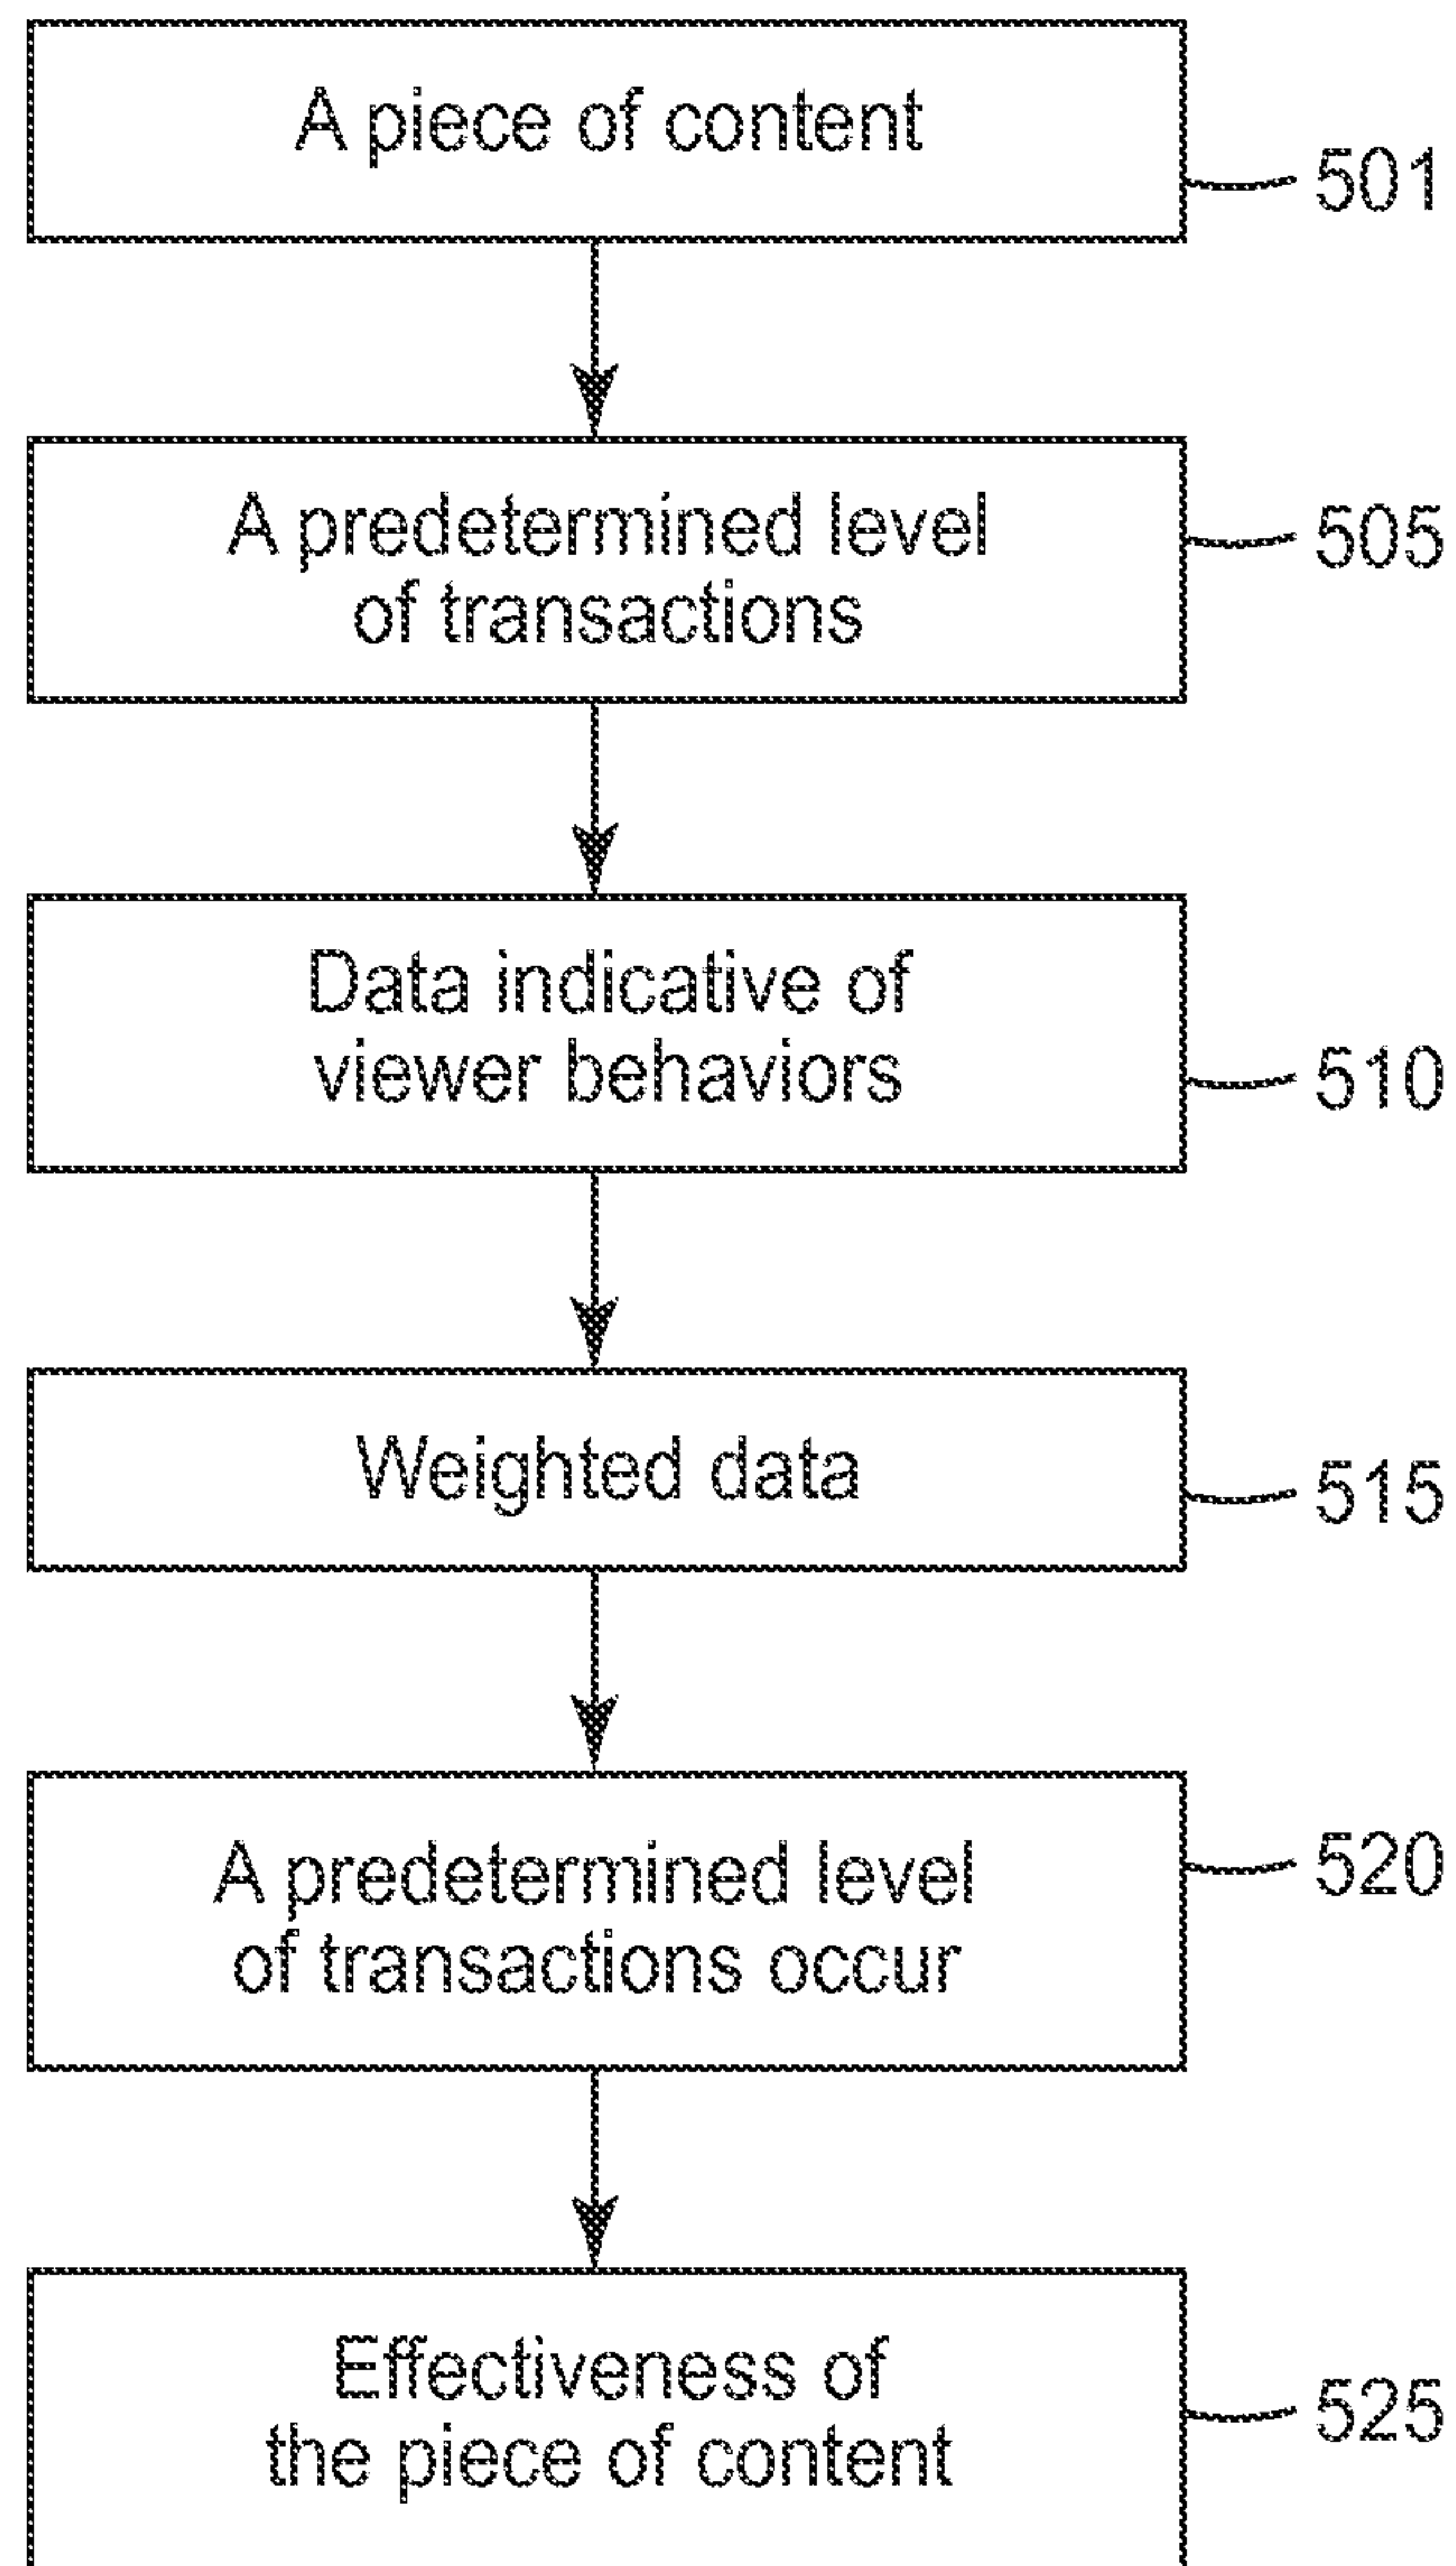 A piece of content
501
A predetermined level
of transactions
505
Data indicative of
viewer behaviors
510
Weighted data
515
A predetermined level
of transactions occur
520
Effectiveness of
the piece of content
525